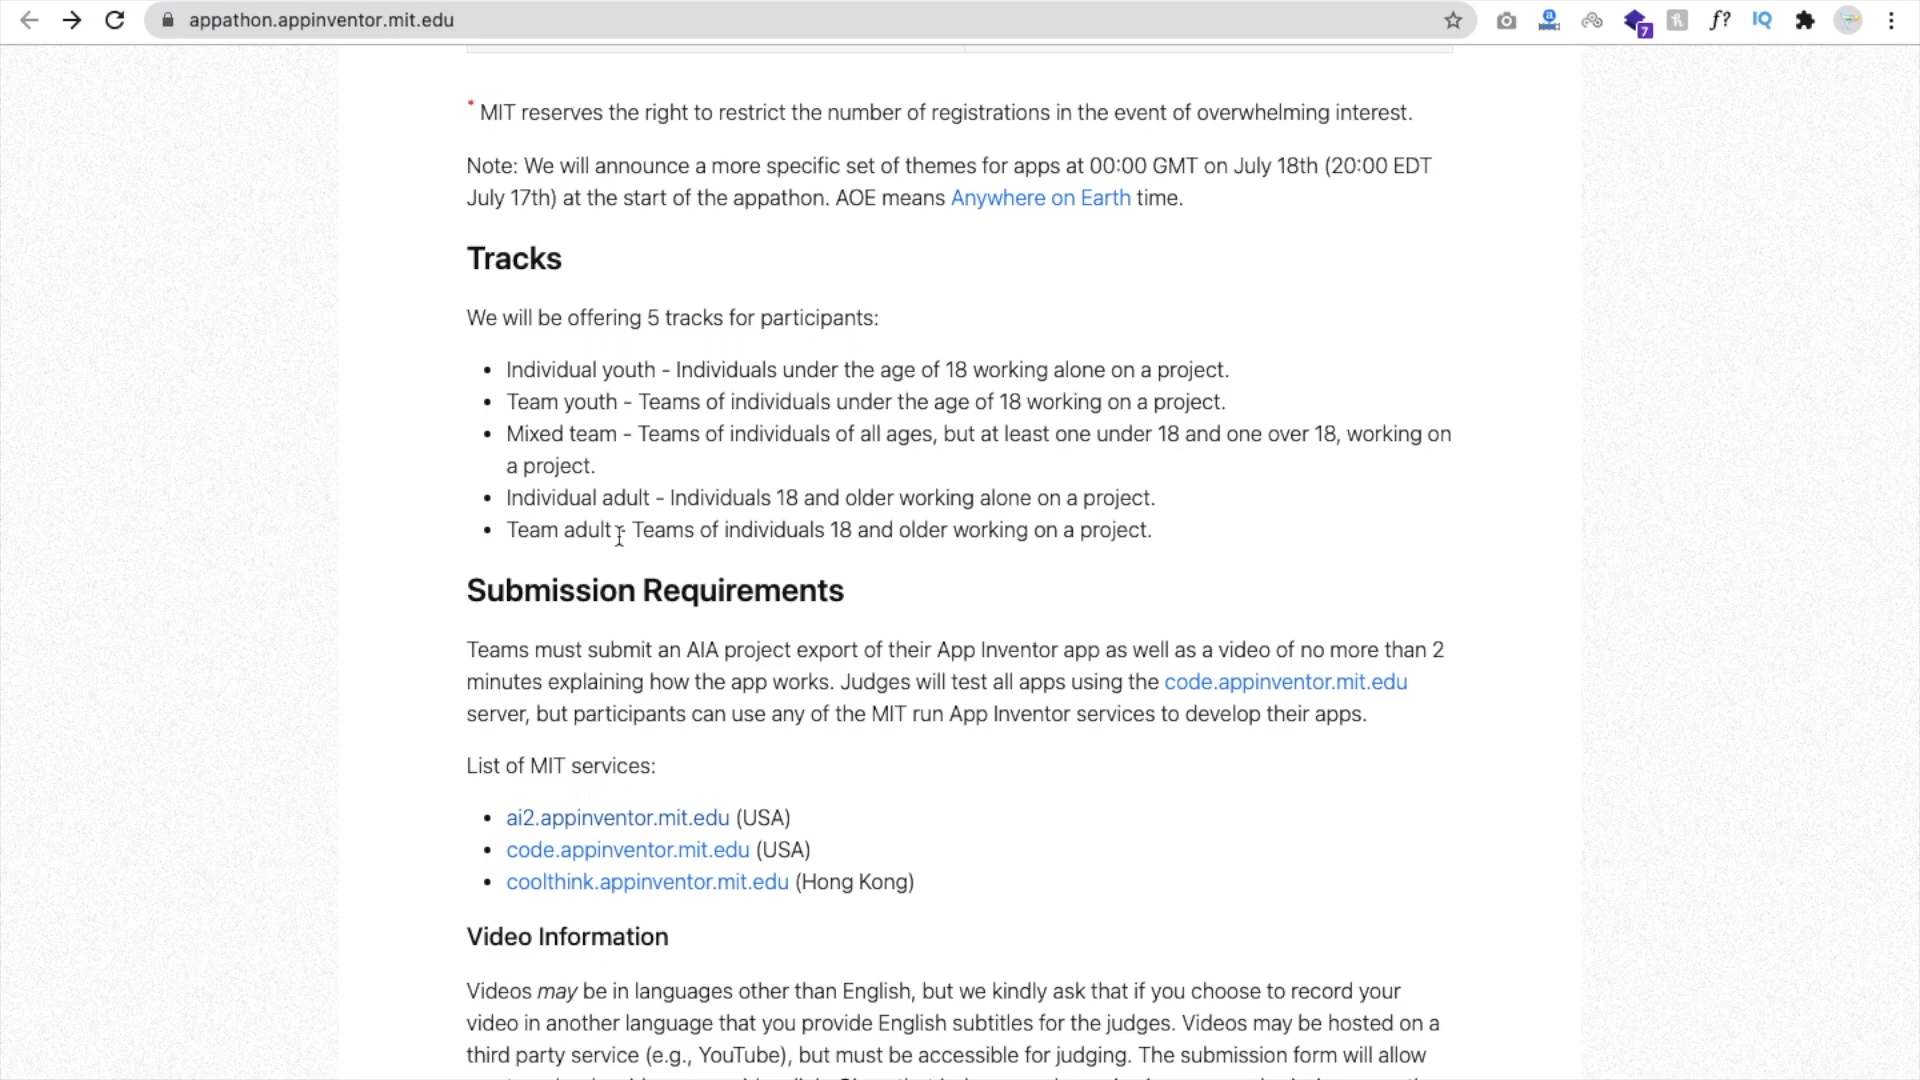 appathon.appinventor.mit.edu
7
f?
IQ
* MIT reserves the right to restrict the number of registrations in the event of overwhelming interest.
Note: We will announce a more specific set of themes for apps at 00:00 GMT on July 18th (20:00 EDT
July 17th) at the start of the appathon. AOE means Anywhere on Earth time.
Tracks
We will be offering 5 tracks for participants:
• Individual youth - Individuals under the age of 18 working alone on a project.
• Team youth - Teams of individuals under the age of 18 working on a project.
• Mixed team - Teams of individuals of all ages, but at least one under 18 and one over 18, working on
a project.
• Individual adult - Individuals 18 and older working alone on a project.
• Team adult - Teams of individuals 18 and older working on a project.
Submission Requirements
Teams must submit an AIA project export of their App Inventor app as well as a video of no more than 2
minutes explaining how the app works. Judges will test all apps using the code.appinventor.mit.edu
server, but participants can use any of the MIT run App Inventor services to develop their apps.
List of MIT services:
• ai2.appinventor.mit.edu (USA)
• code.appinventor.mit.edu (USA)
• coolthink.appinventor.mit.edu (Hong Kong)
Video Information
Videos may be in languages other than English, but we kindly ask that if you choose to record your
video in another language that you provide English subtitles for the judges. Videos may be hosted on a
third party service (e.g., YouTube), but must be accessible for judging. The submission form will allow